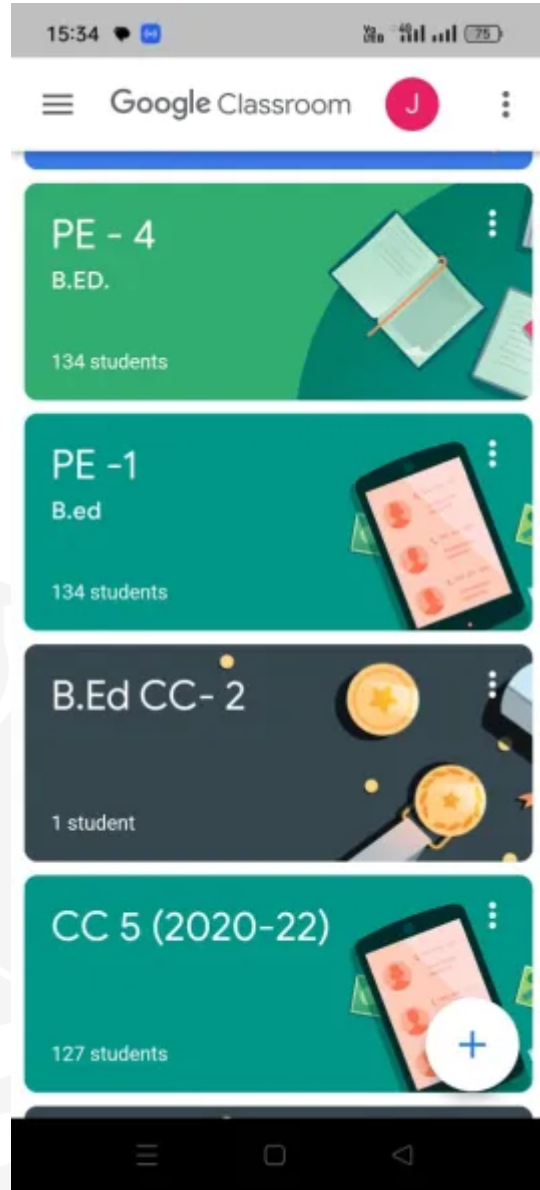 15:34
75
Google Classroom
J
PE - 4
B.ED.
134 students
PE -1
B.ed
134 students
B.Ed CC- 2
1 student
CC 5 (2020-22)
127 students